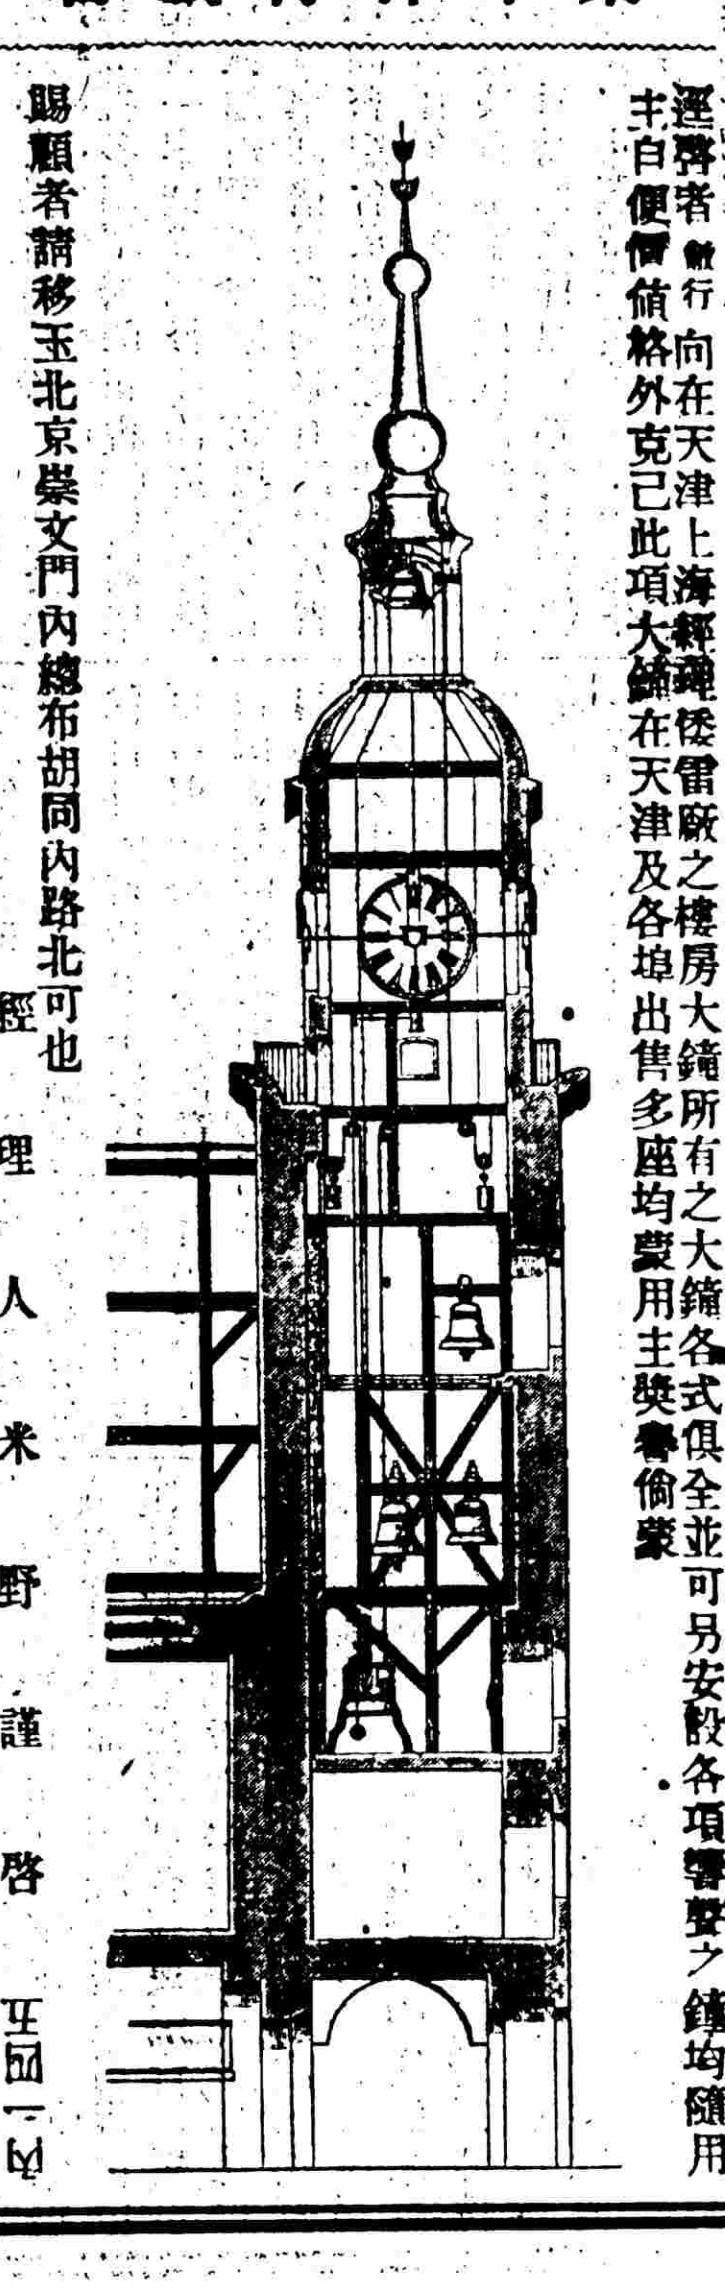 逕啓者敝行向在天津上海經理倭雷廠之樓房大鐘所有之大鐘各式俱全並可另安設各項響聲之鐘均隨用
主自便價値格外克己此項大鐘在天津及各埠出售多座均蒙用主奬譽倘蒙
賜顧者請移玉北京崇文門內總布胡同內路北可也
經理人米野謹啓